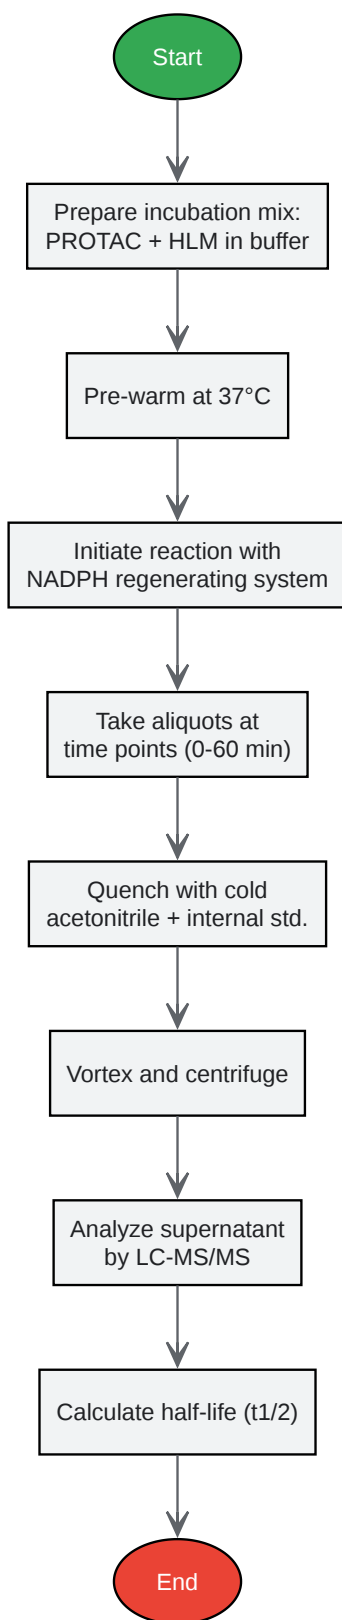 Start
Prepare incubation mix:
PROTAC + HLM in buffer
Pre-warm at 37°C
Initiate reaction with
NADPH regenerating system
Take aliquots at
time points (0-60 min)
Quench with cold
acetonitrile + internal std.
Vortex and centrifuge
Analyze supernatant
by LC-MS/MS
Calculate half-life (t1/2)
End